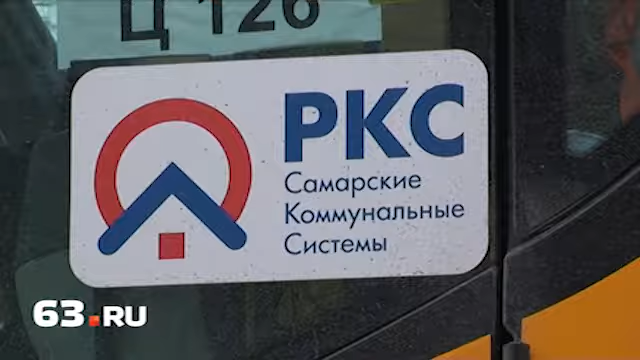 Ц 126
РКС
Самарские
Коммунальные
Системы
63.RU